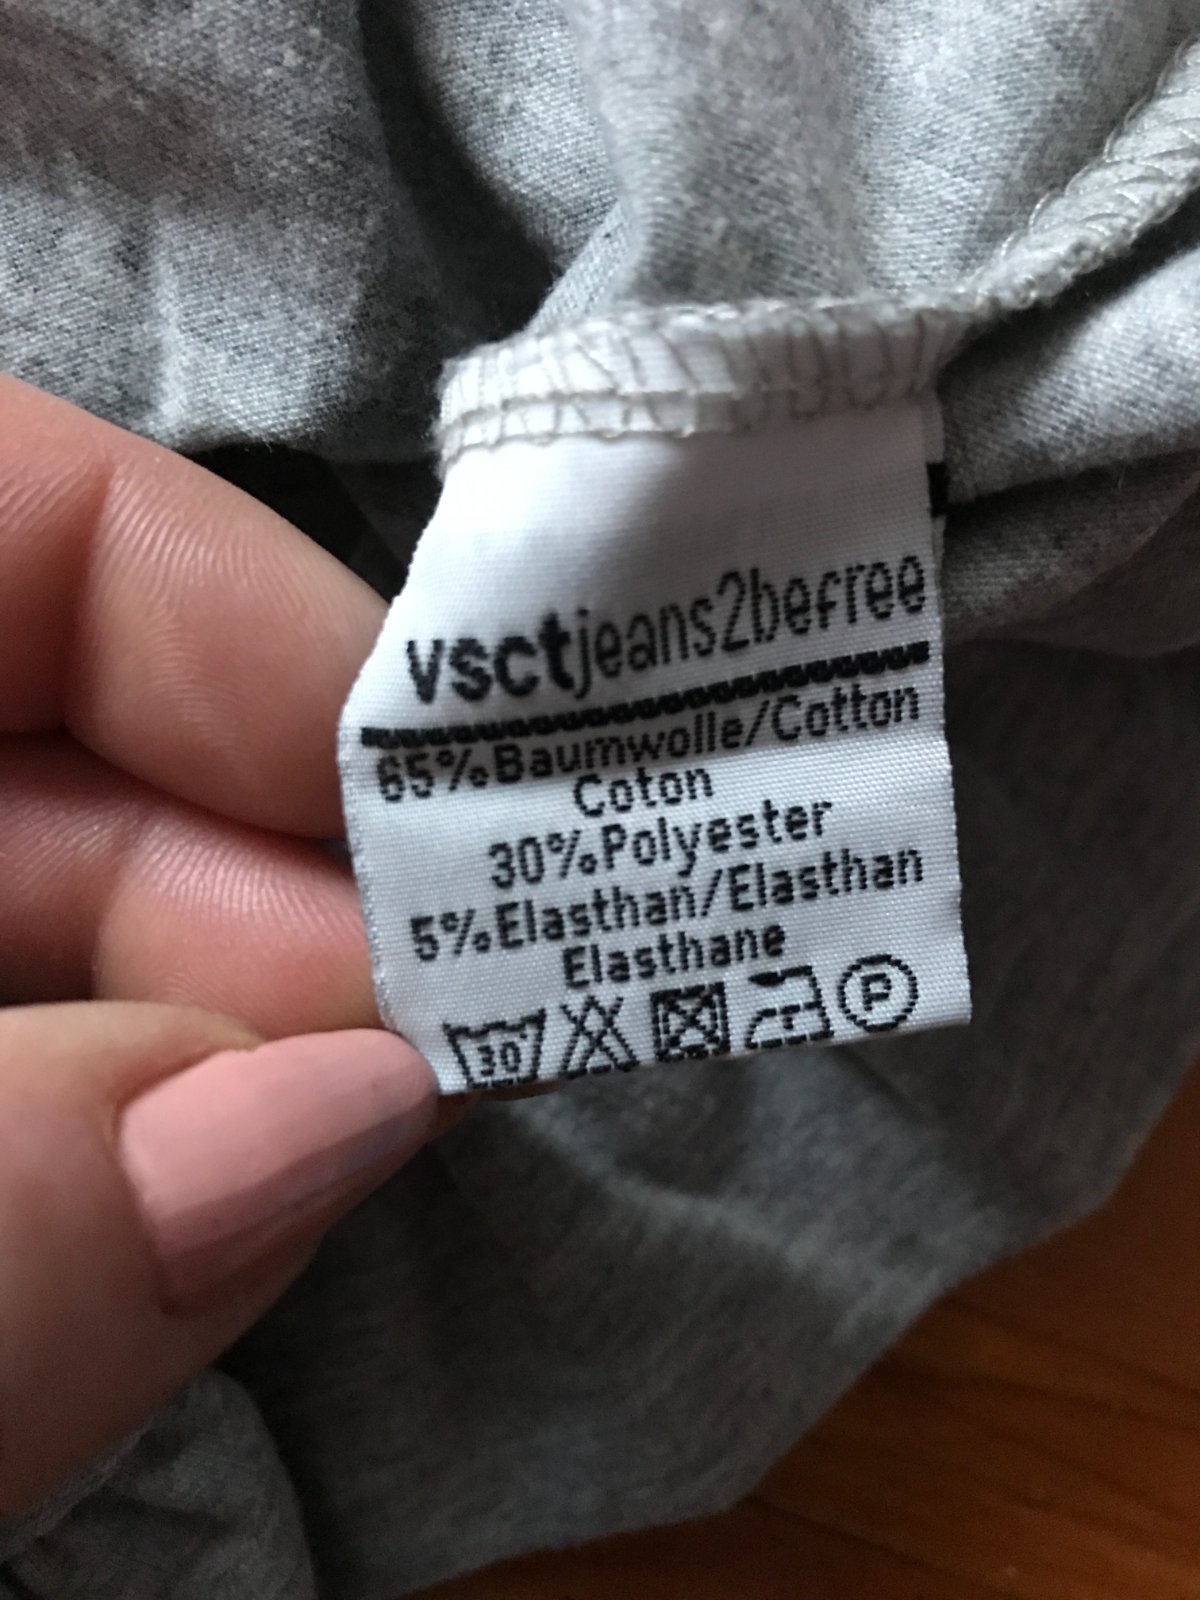 vsctjeans2befree
65%Baumwolle/Cotton
Coton
30%Polyester
5%Elasthan/Elasthan
Elasthane
30 P